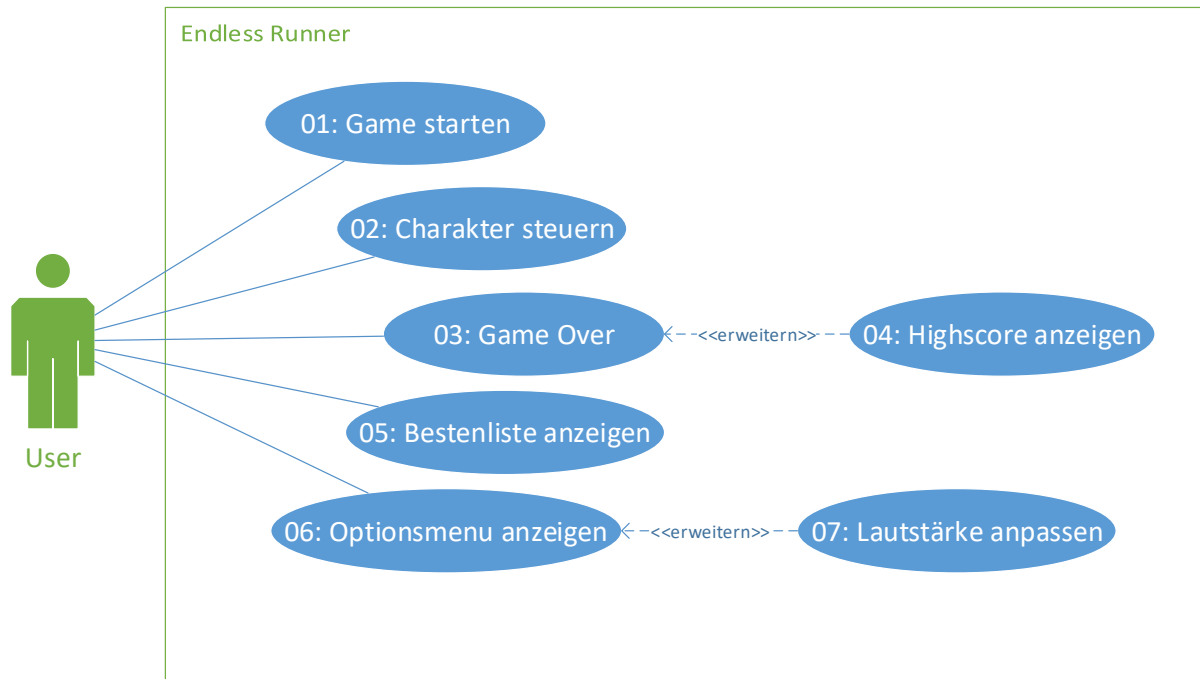 Endless Runner
01: Game starten
02: Charakter steuern
03: Game Over
<<erweitern>>
04: Highscore anzeigen
05: Bestenliste anzeigen
User
06: Optionsmenu anzeigen
<<erweitern>>
07: Lautstärke anpassen